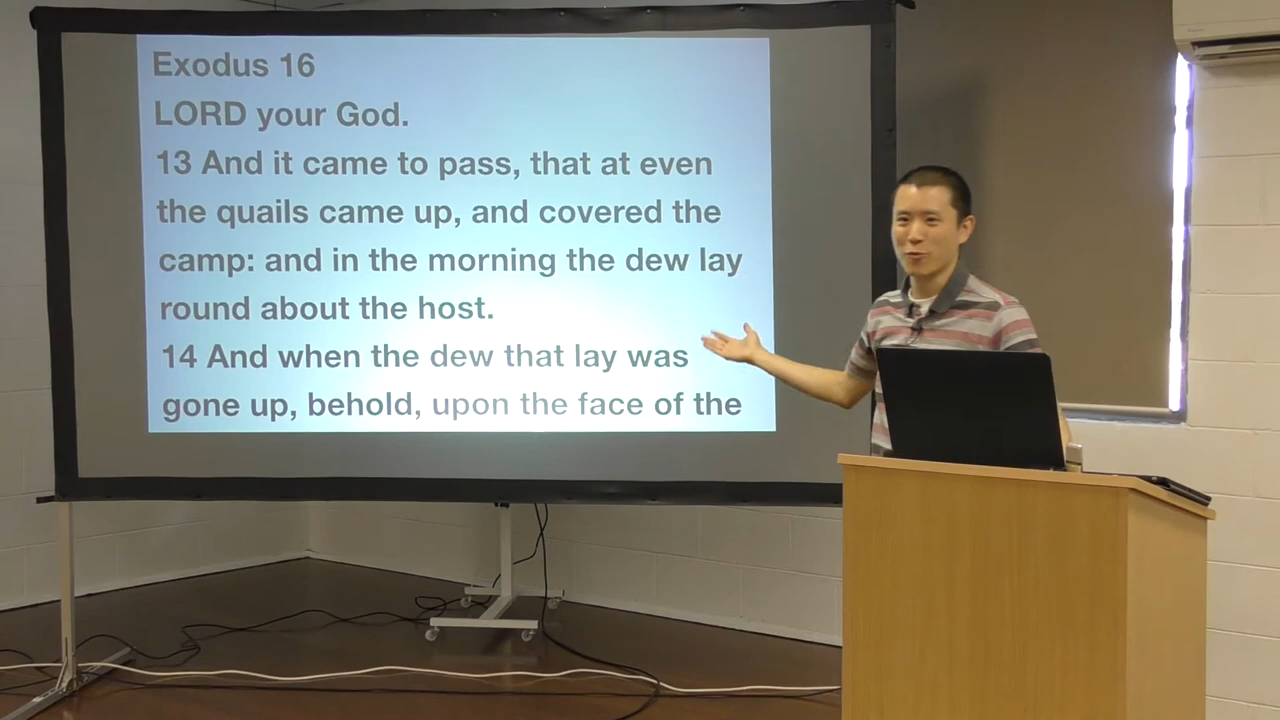 Exodus 16
LORD your God.
13 And it came to pass, that at even
the quails came up, and covered the
camp: and in the morning the dew lay
round about the host.
14 And when the dew that lay was
gone up, behold, upon the face of the